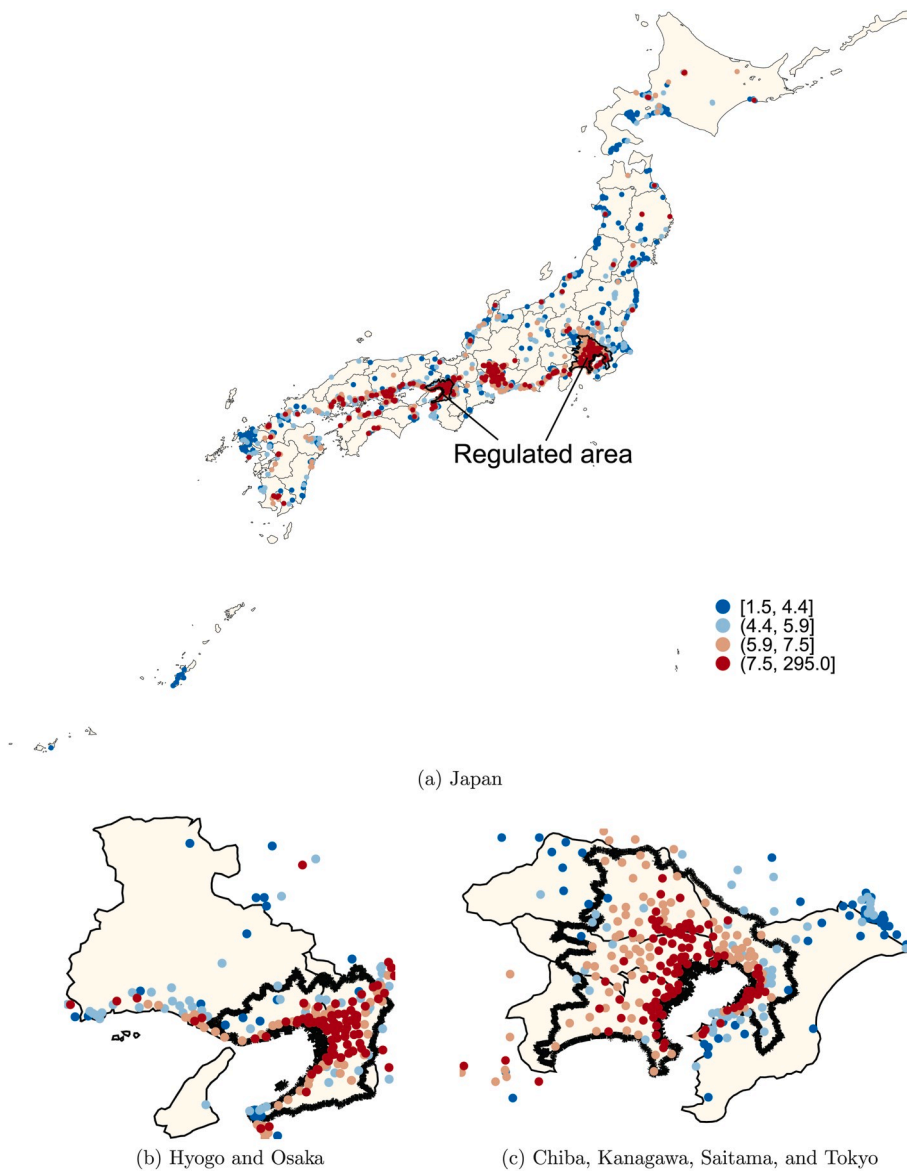 Regulated area
[1.5, 4.4]
(4.4, 5.9]
(5.9, 7.5]
(7.5, 295.0]
(a) Japan
(b) Hyogo and Osaka
(c) Chiba, Kanagawa, Saitama, and Tokyo